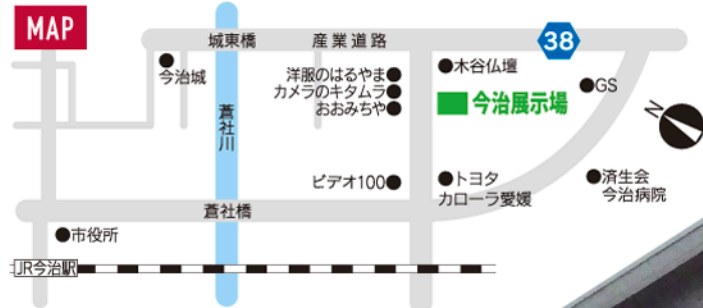 MAP
城東橋
産業道路
38
今治城
洋服のはるやま
カメラのキタムラ
おおみちや
木谷仏壇
GS
今治展示場
N
蒼社川
ビデオ100
トヨタ
カローラ愛媛
済生会
今治病院
蒼社橋
市役所
JR今治駅